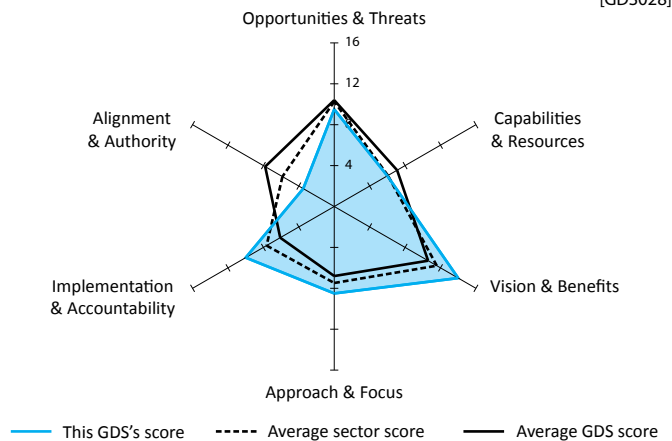 [GDS028]
Opportunities & Threats
16
12
4
Alignment
& Authority
Capabilities
& Resources
Implementation
& Accountability
Vision & Benefits
Approach & Focus
This GDS's score
Average sector score
Average GDS score